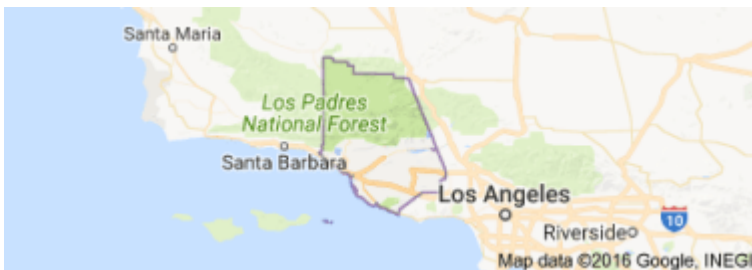 Santa Maria
Los Padres
National Forest
Santa Barbara
Los Angeles
10
Riverside
Map data ©2016 Google, INEGI